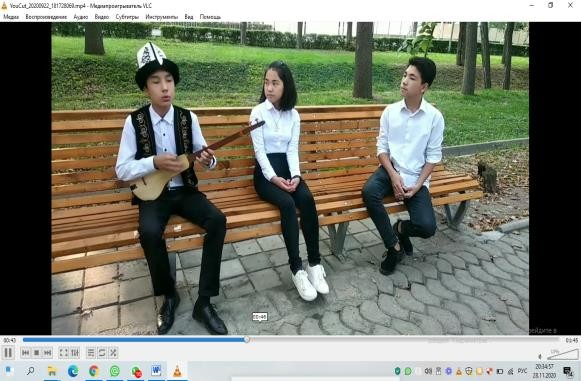 YouCut_20200922_181728069.mp4 - Медиапроигрыватель VLC
Медиа Воспроизведение Аудио Видео Субтитры Инструменты Вид Помощь
00:46
00:43
01:45
РУС
20:34:57
28.11.2020